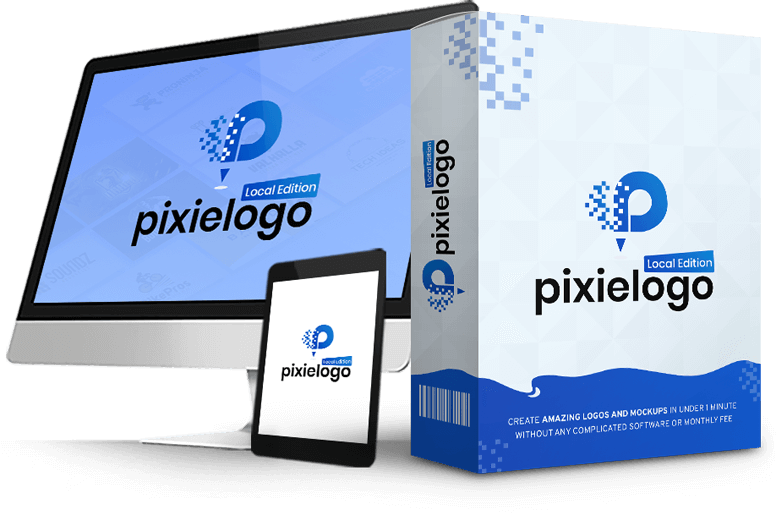 Local Edition
pixielogo
Local Edition
pixielogo
Local Edition
pixielogo
Local Edition
pixielogo
CREATE AMAZING LOGOS AND MOCKUPS IN UNDER 1 MINUTE
WITHOUT ANY COMPLICATED SOFTWARE OR MONTHLY FEE